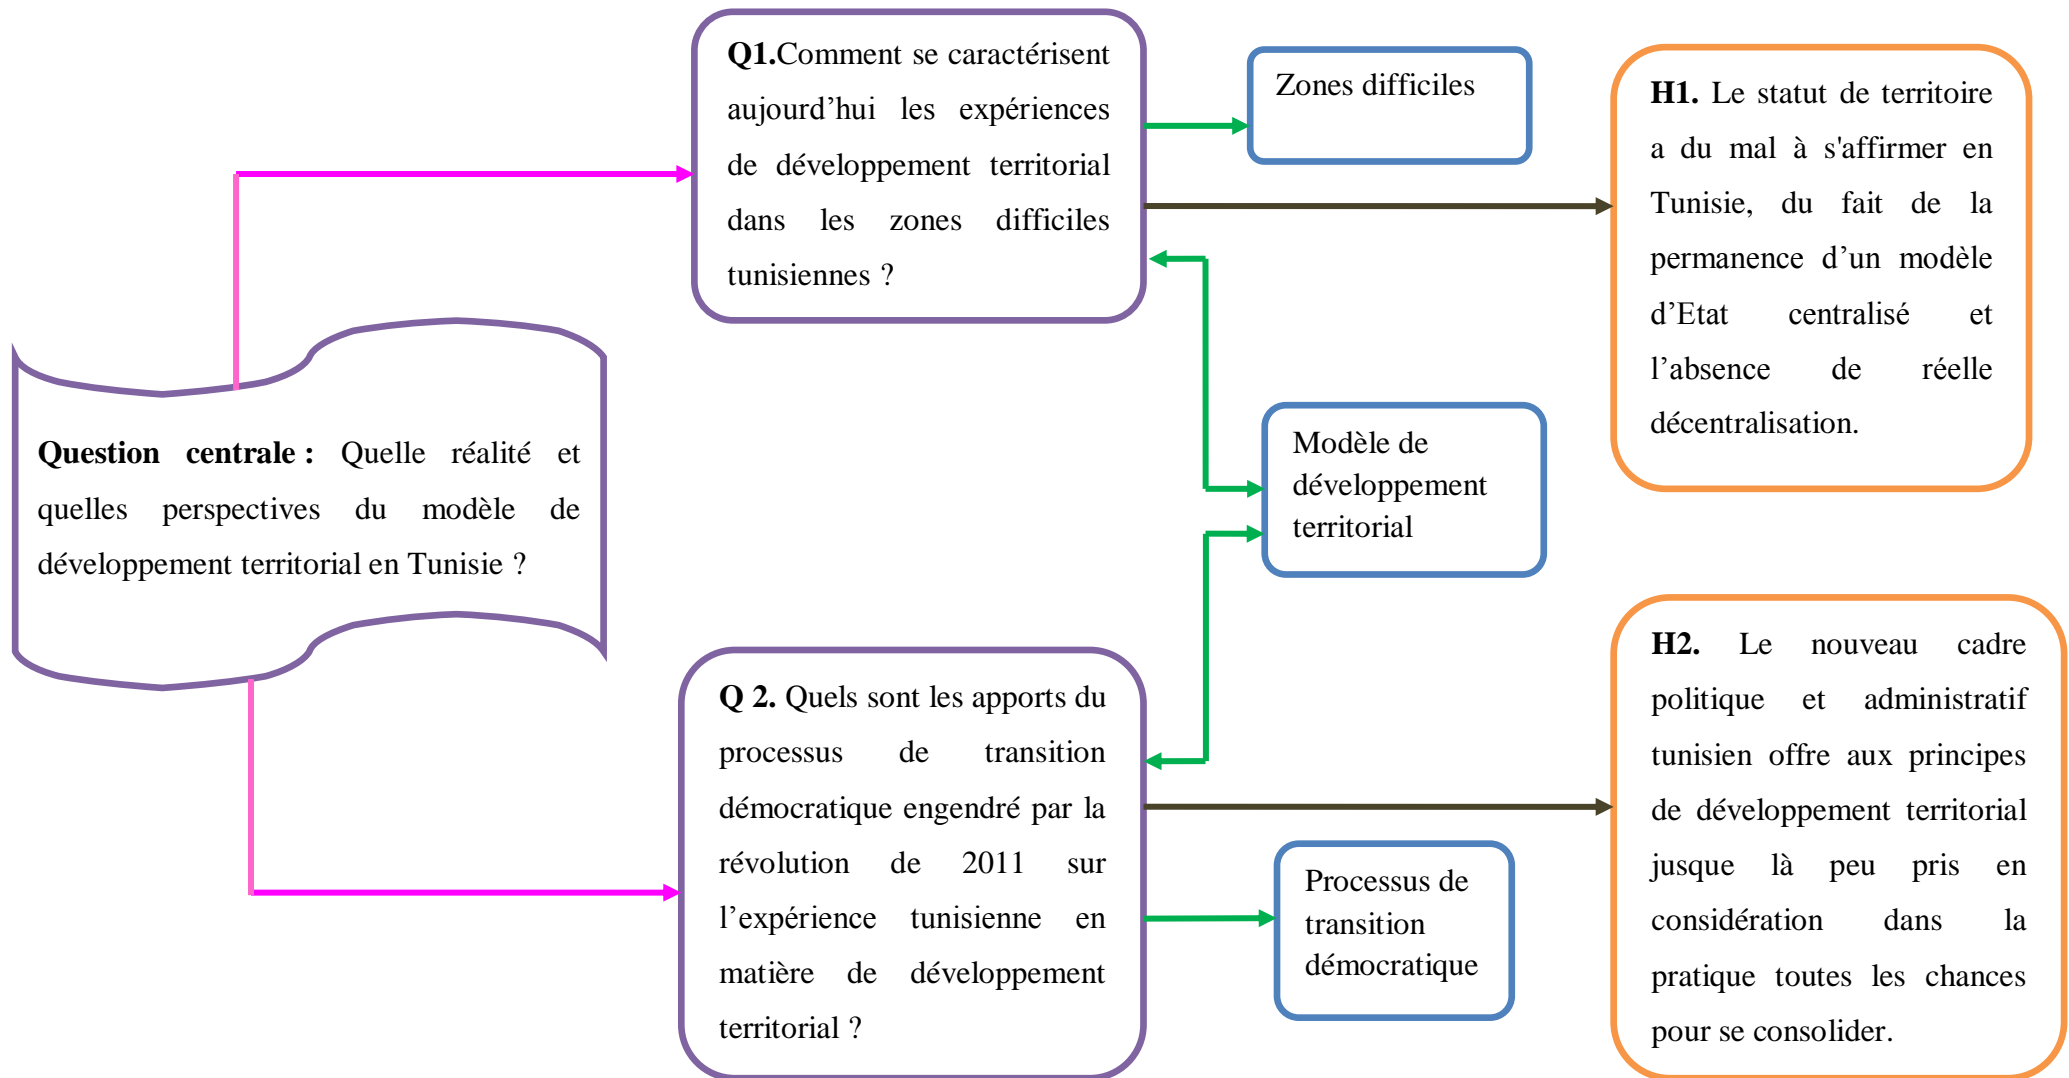 Question centrale : Quelle réalité et
quelles perspectives du modèle de
développement territorial en Tunisie ?
Q1.Comment se caractérisent
aujourd’hui les expériences
de développement territorial
dans les zones difficiles
tunisiennes ?
Zones difficiles
H1. Le statut de territoire
a du mal à s'affirmer en
Tunisie, du fait de la
permanence d’un modèle
d’Etat centralisé et
l’absence de réelle
décentralisation.
Modèle de
développement
territorial
Q 2. Quels sont les apports du
processus de transition
démocratique engendré par la
révolution de 2011 sur
l’expérience tunisienne en
matière de développement
territorial ?
Processus de
transition
démocratique
H2. Le nouveau cadre
politique et administratif
tunisien offre aux principes
de développement territorial
jusque là peu pris en
considération dans la
pratique toutes les chances
pour se consolider.